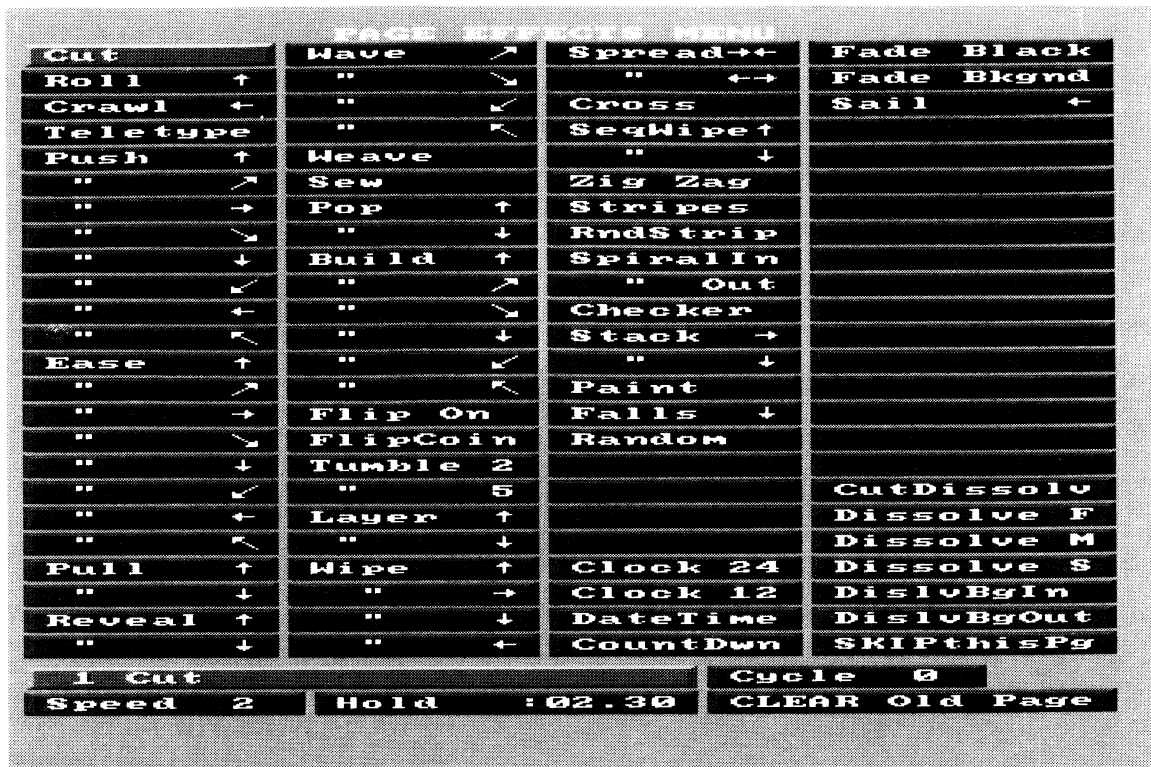 PAGE EFFECTS MENU
Cut
Roll ↑
Crawl ←
Teletype
Push ↑
" ↗
" →
" ↘
" ↓
" ↙
" ←
" ↖
Ease ↑
" ↗
" →
" ↘
" ↓
" ↙
" ←
" ↖
Pull ↑
" ↓
Reveal ↑
" ↓
Wave ↗
" ↘
" ↙
" ↖
Weave
Sew
Pop ↑
" ↓
Build ↑
" ↗
" ↘
" ↓
" ↙
" ↖
Flip On
FlipCoin
Tumble 2
" 5
Layer ↑
" ↓
Wipe ↑
" →
" ↓
" ←
Spread→←
" ←→
Cross
SeqWipe↑
" ↓
Zig Zag
Stripes
RndStrip
SpiralIn
" Out
Checker
Stack →
" ↓
Paint
Falls ↓
Random
Clock 24
Clock 12
DateTime
CountDwn
Fade Black
Fade Bkgnd
Sail ←
CutDissolv
Dissolve F
Dissolve M
Dissolve S
DislvBgIn
DislvBgOut
SKIPthisPg
1 Cut
Cycle 0
Speed 2
Hold :02.30
CLEAR Old Page